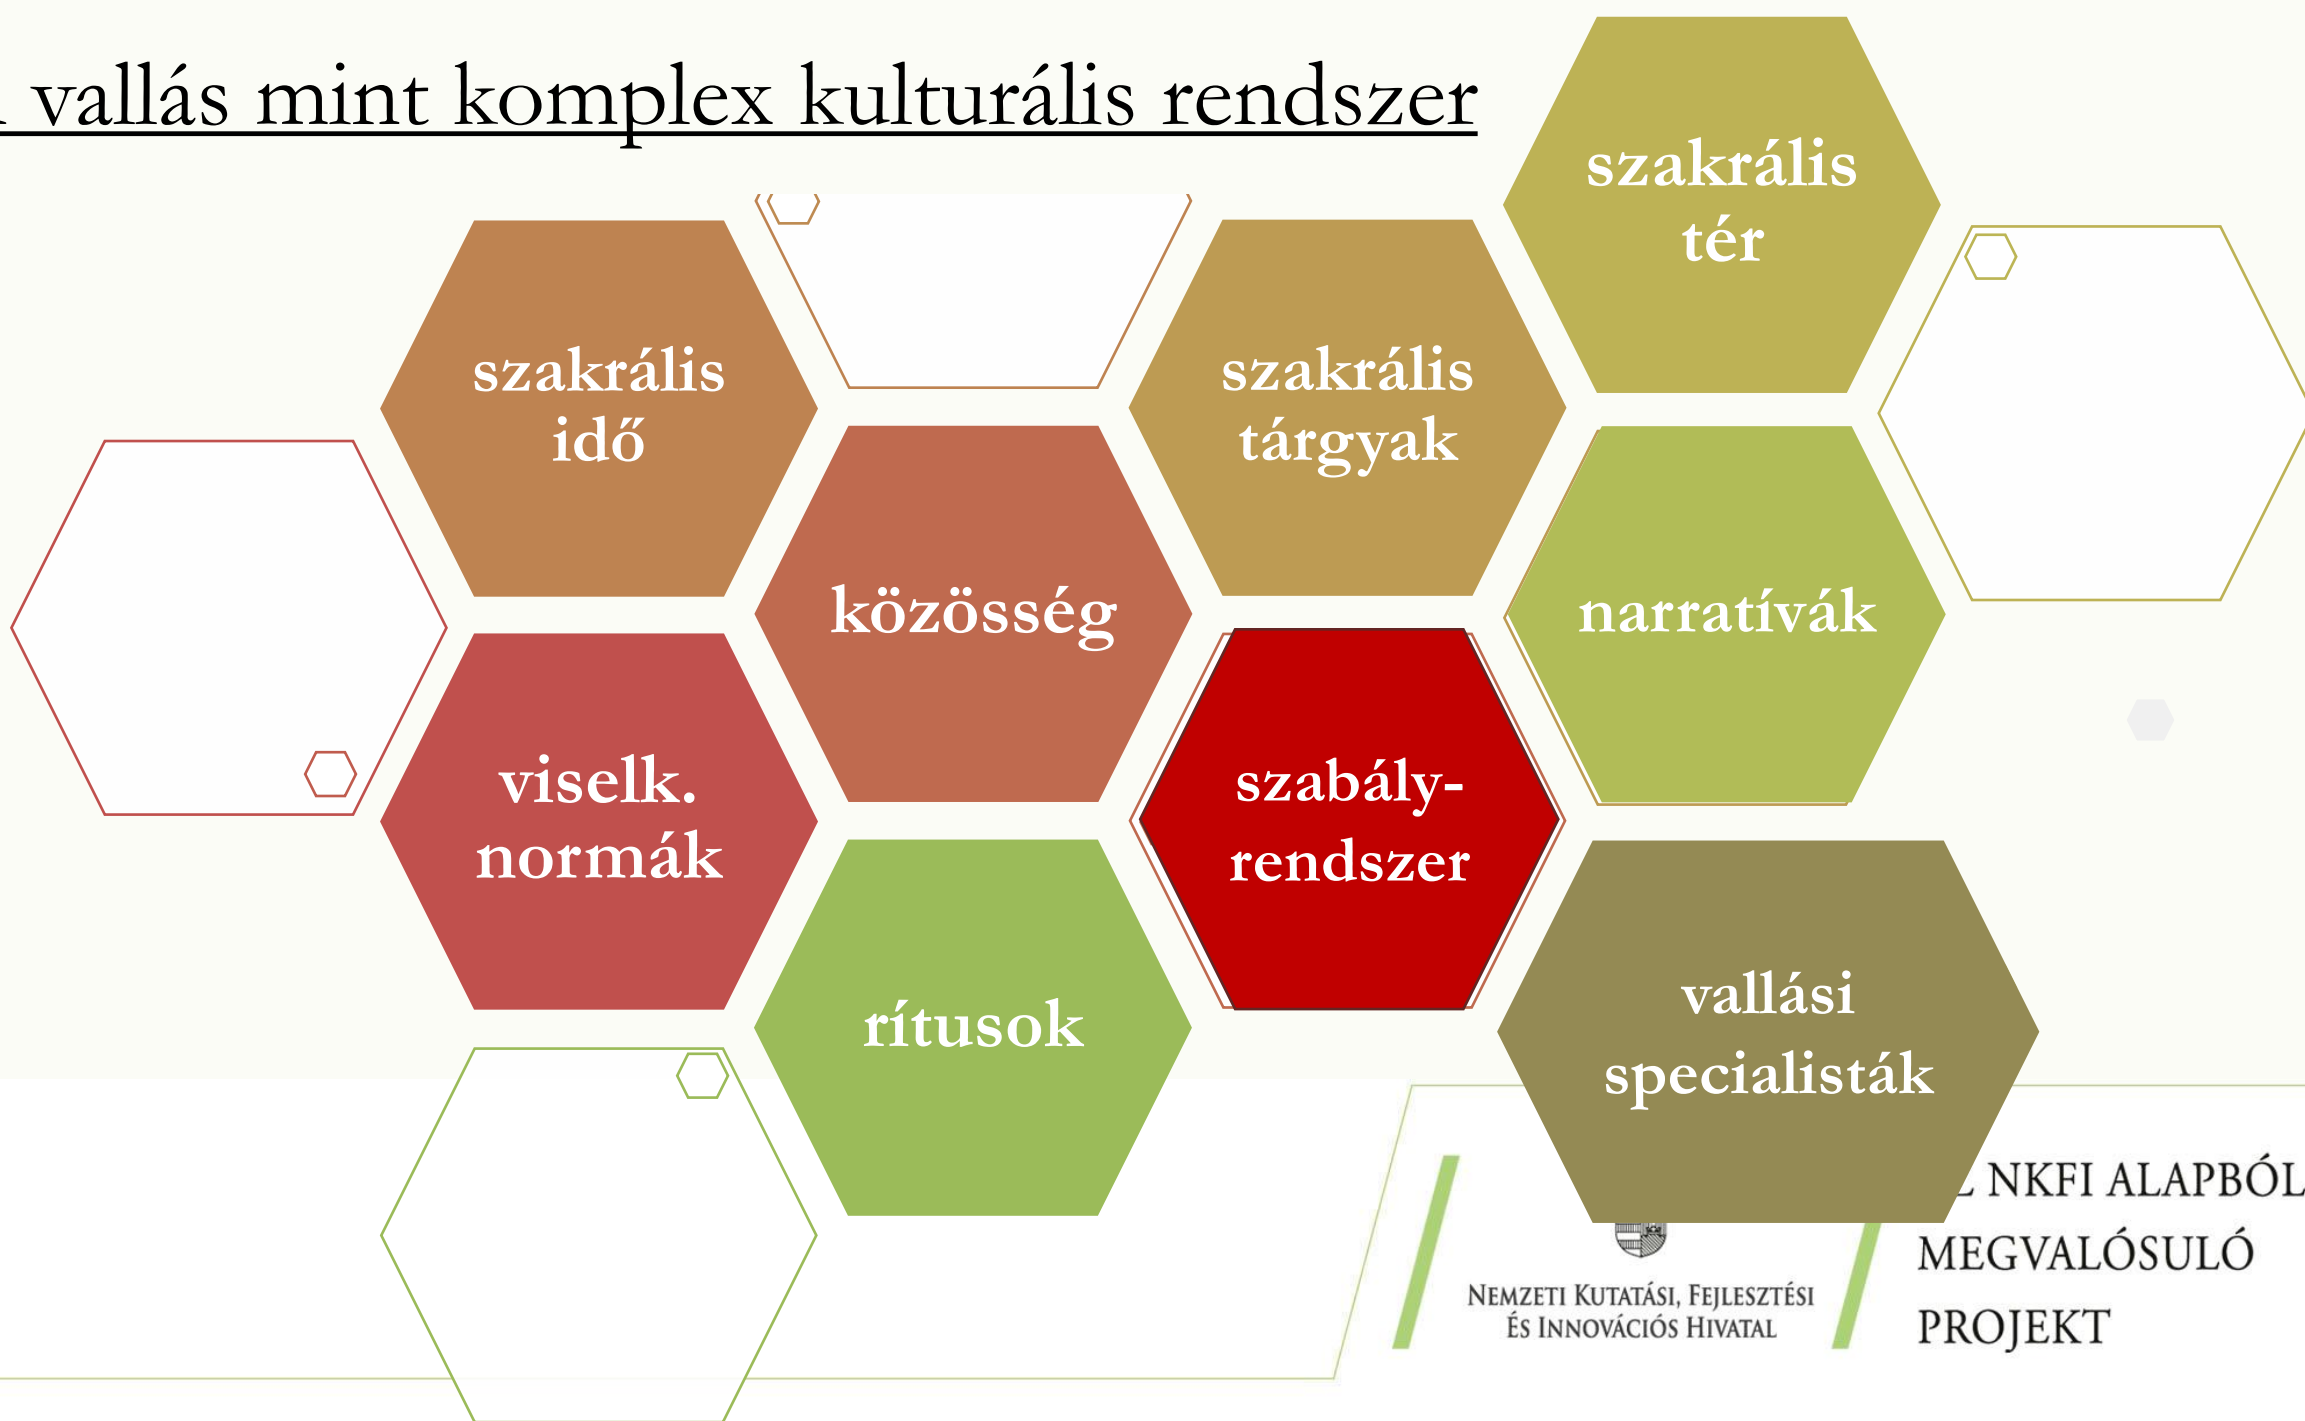 vallás mint komplex kulturális rendszer
szakrális
tér
szakrális
idő
szakrális
tárgyak
közösség
narratívák
viselk.
normák
szabály-
rendszer
rítusok
vallási
specialisták
NKFI ALAPBÓL
MEGVALÓSULÓ
PROJEKT
NEMZETI KUTATÁSI, FEJLESZTÉSI
ÉS INNOVÁCIÓS HIVATAL